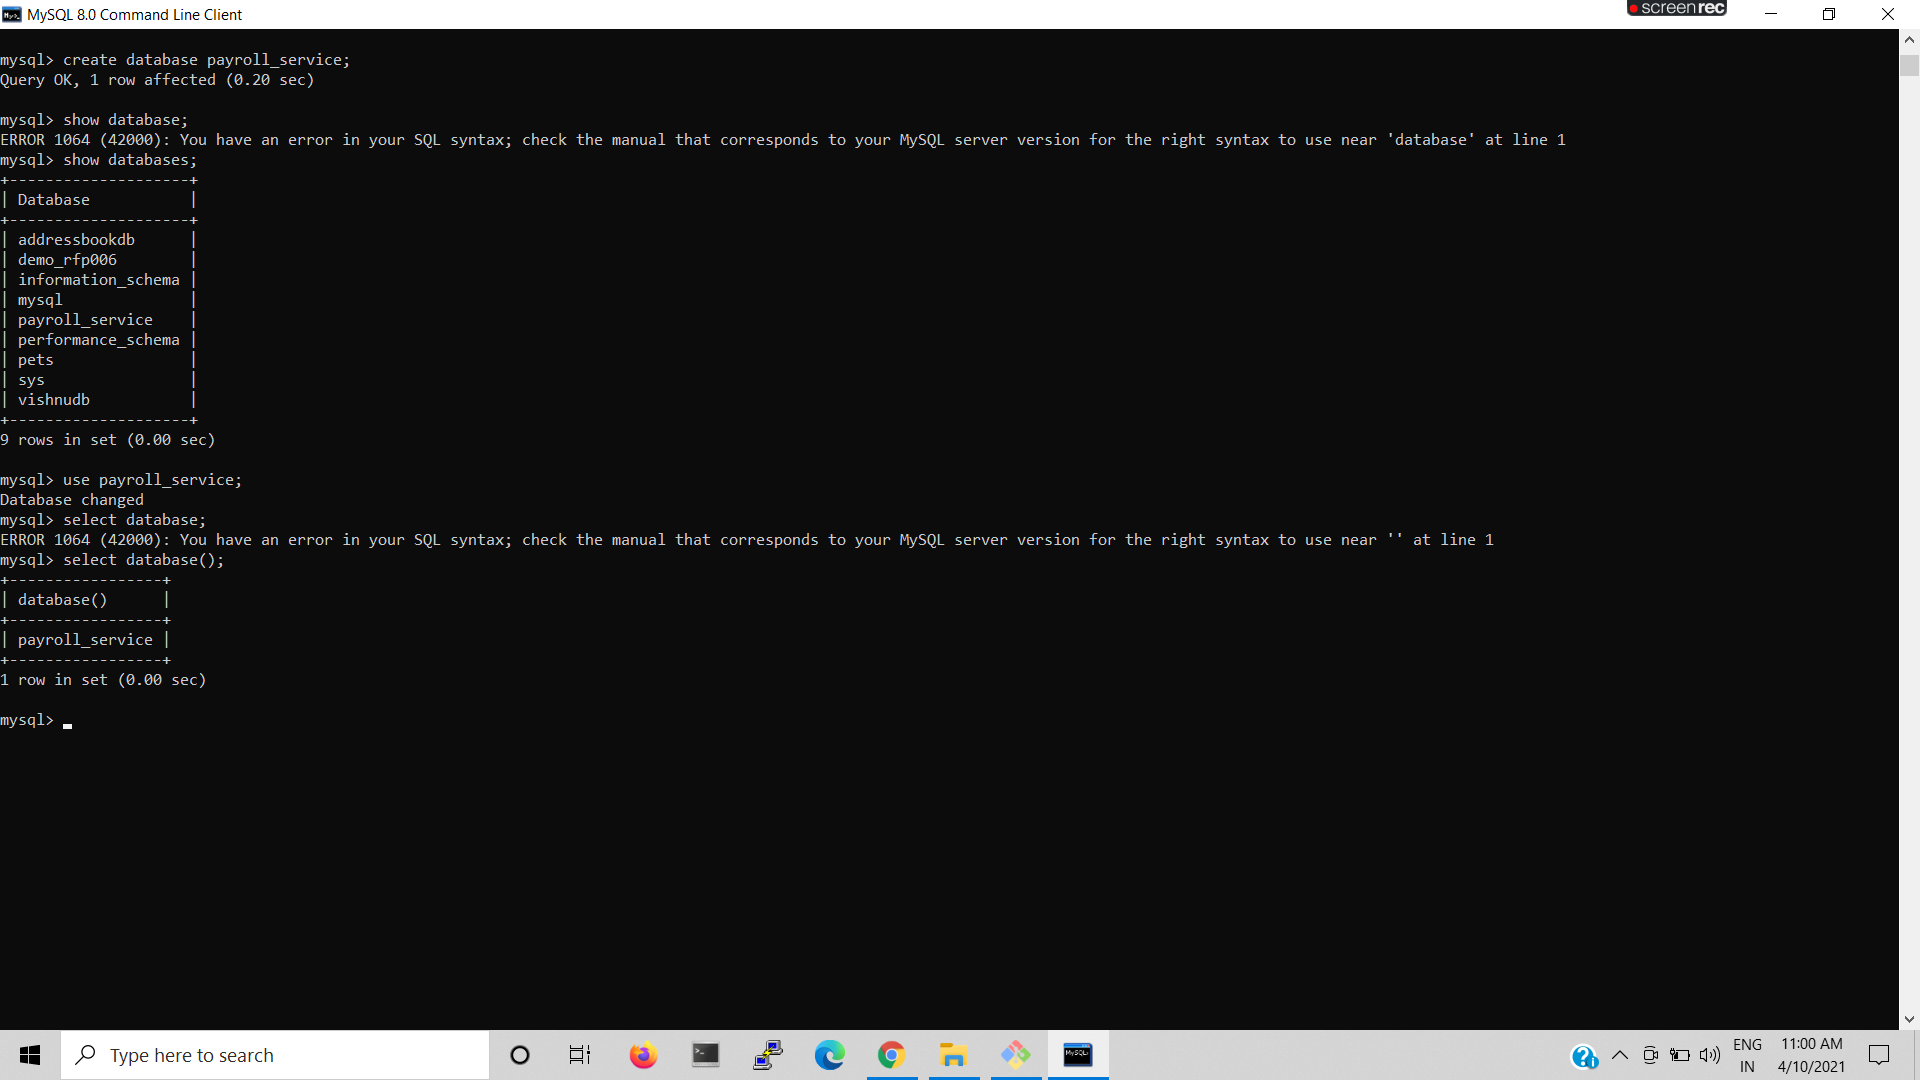 MySQL 8.0 Command Line Client
screenrec
mysql> create database payroll_service;
Query OK, 1 row affected (0.20 sec)
mysql> show database;
ERROR 1064 (42000): You have an error in your SQL syntax; check the manual that corresponds to your MySQL server version for the right syntax to use near 'database' at line 1
mysql> show databases;
+--------------------+
| Database           |
+--------------------+
| addressbookdb      |
| demo_rfp006        |
| information_schema |
| mysql              |
| payroll_service    |
| performance_schema |
| pets               |
| sys                |
| vishnudb           |
+--------------------+
9 rows in set (0.00 sec)
mysql> use payroll_service;
Database changed
mysql> select database;
ERROR 1064 (42000): You have an error in your SQL syntax; check the manual that corresponds to your MySQL server version for the right syntax to use near '' at line 1
mysql> select database();
+-----------------+
| database()      |
+-----------------+
| payroll_service |
+-----------------+
1 row in set (0.00 sec)
mysql>
Type here to search
ENG
IN
11:00 AM
4/10/2021